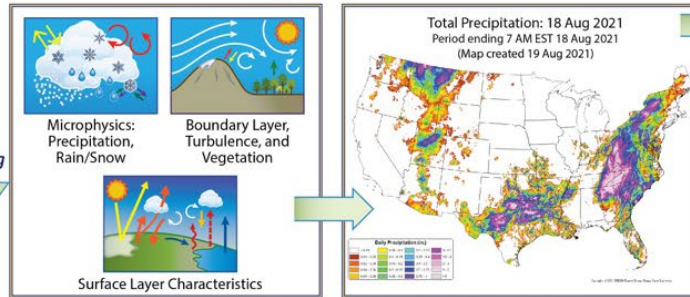 Microphysics:
Precipitation,
Rain/Snow
Boundary Layer,
Turbulence, and
Vegetation
Surface Layer Characteristics
Total Precipitation: 18 Aug 2021
Period ending 7 AM EST 18 Aug 2021
(Map created 19 Aug 2021)
Daily Precipitation (in.)